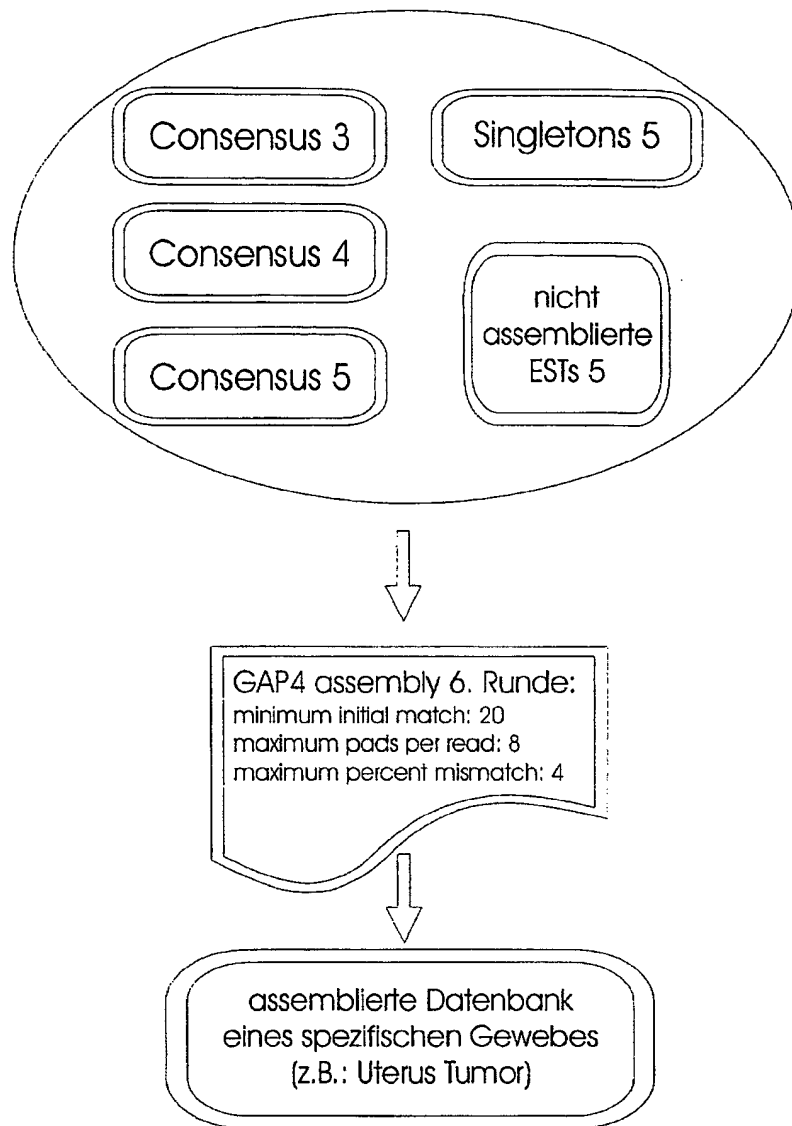 Consensus 3
Singletons 5
Consensus 4
nicht
assemblierte
ESTs 5
Consensus 5
GAP4 assembly 6. Runde:
minimum initial match: 20
maximum pads per read: 8
maximum percent mismatch: 4
assemblierte Datenbank
eines spezifischen Gewebes
(z.B.: Uterus Tumor)